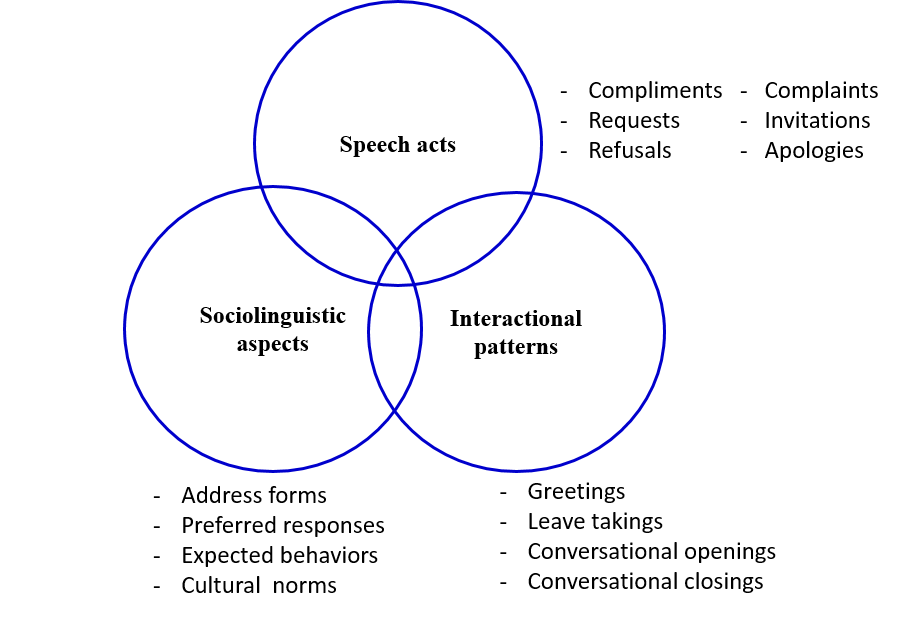 Speech acts
- Compliments - Complaints
- Requests - Invitations
- Refusals - Apologies
Sociolinguistic
aspects
Interactional
patterns
- Address forms
- Preferred responses
- Expected behaviors
- Cultural  norms
- Greetings
- Leave takings
- Conversational openings
- Conversational closings